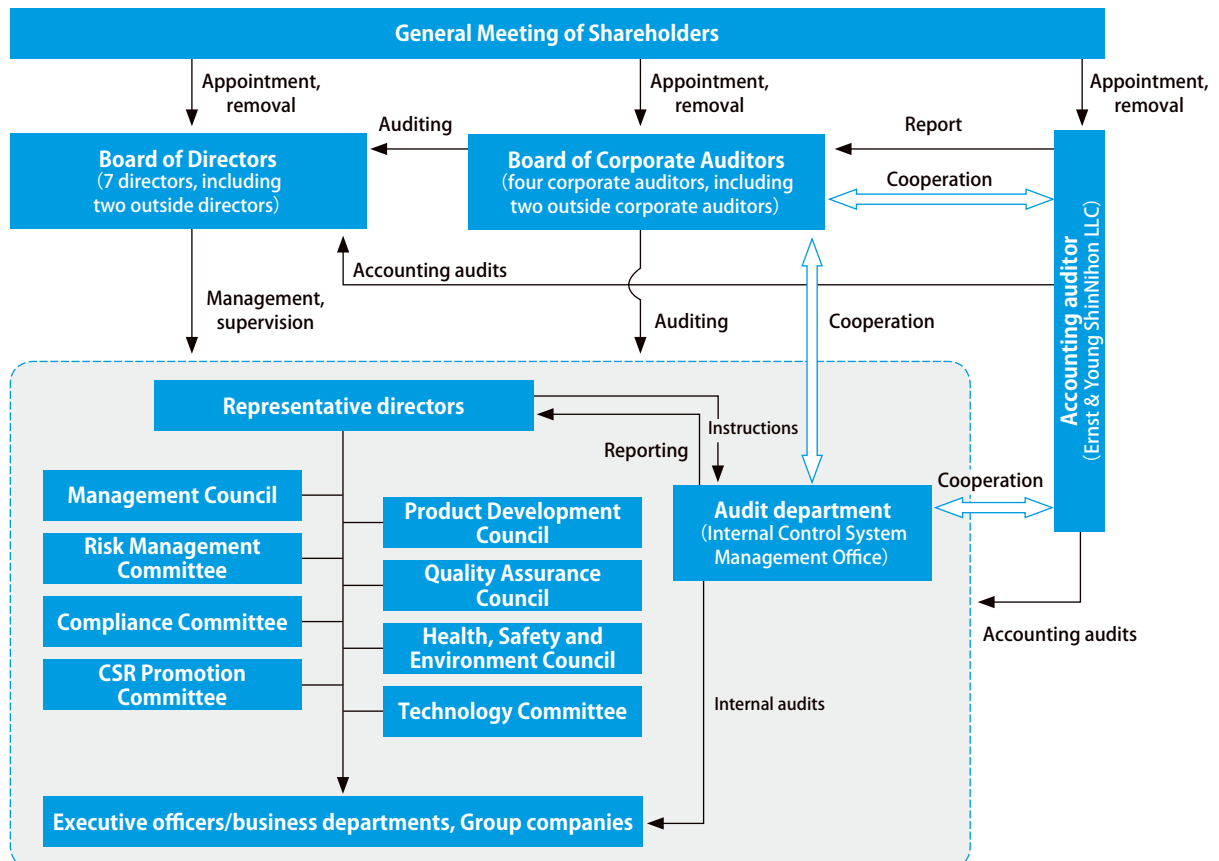 General Meeting of Shareholders
Appointment,
removal
Appointment,
removal
Appointment,
removal
Auditing
Report
Board of Directors
(7 directors, including
two outside directors)
Board of Corporate Auditors
(four corporate auditors, including
two outside corporate auditors)
Cooperation
Accounting auditor
(Ernst & Young ShinNihon LLC)
Accounting audits
Management,
supervision
Auditing
Cooperation
Representative directors
Instructions
Reporting
Management Council
Product Development
Council
Risk Management
Committee
Quality Assurance
Council
Compliance Committee
Health, Safety and
Environment Council
CSR Promotion
Committee
Technology Committee
Audit department
(Internal Control System
Management Office)
Cooperation
Accounting audits
Internal audits
Executive officers/business departments, Group companies